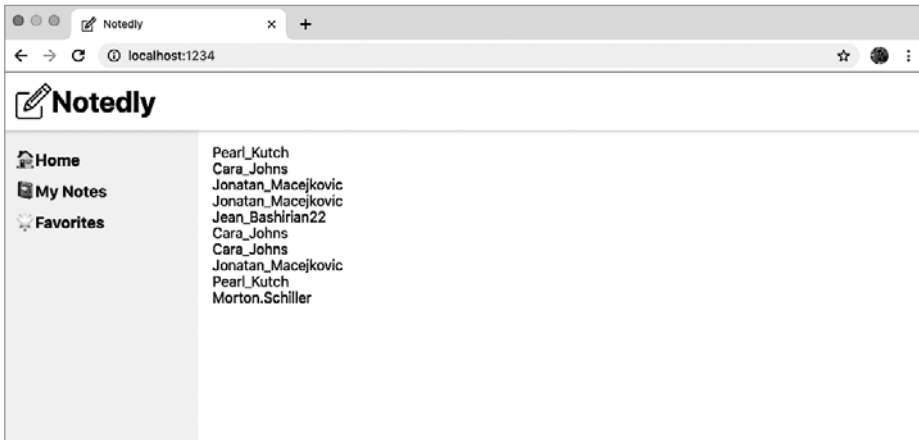 Notedly
localhost:1234
Notedly
Home
My Notes
Favorites
Pearl_Kutch
Cara_Johns
Jonatan_Macejkovic
Jonatan_Macejkovic
Jean_Bashirian22
Cara_Johns
Cara_Johns
Jonatan_Macejkovic
Pearl_Kutch
Morton.Schiller